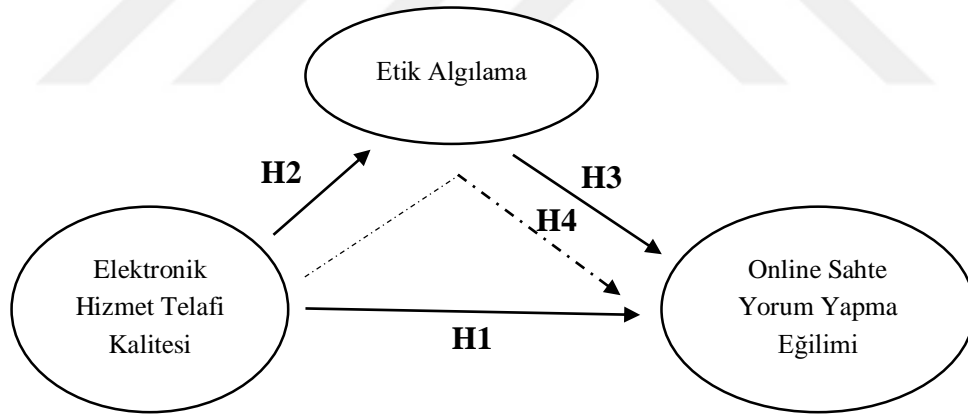 Etik Algılama
H2
H3
H4
Elektronik
Hizmet Telafi
Kalitesi
Online Sahte
Yorum Yapma
Eğilimi
H1